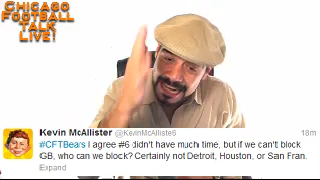 Chicago
Football
Talk
Live!
Kevin McAllister @KevinMcAlliste6 18m
#CFTBears I agree #6 didn't have much time, but if we can't block
GB, who can we block? Certainly not Detroit, Houston, or San Fran.
Expand